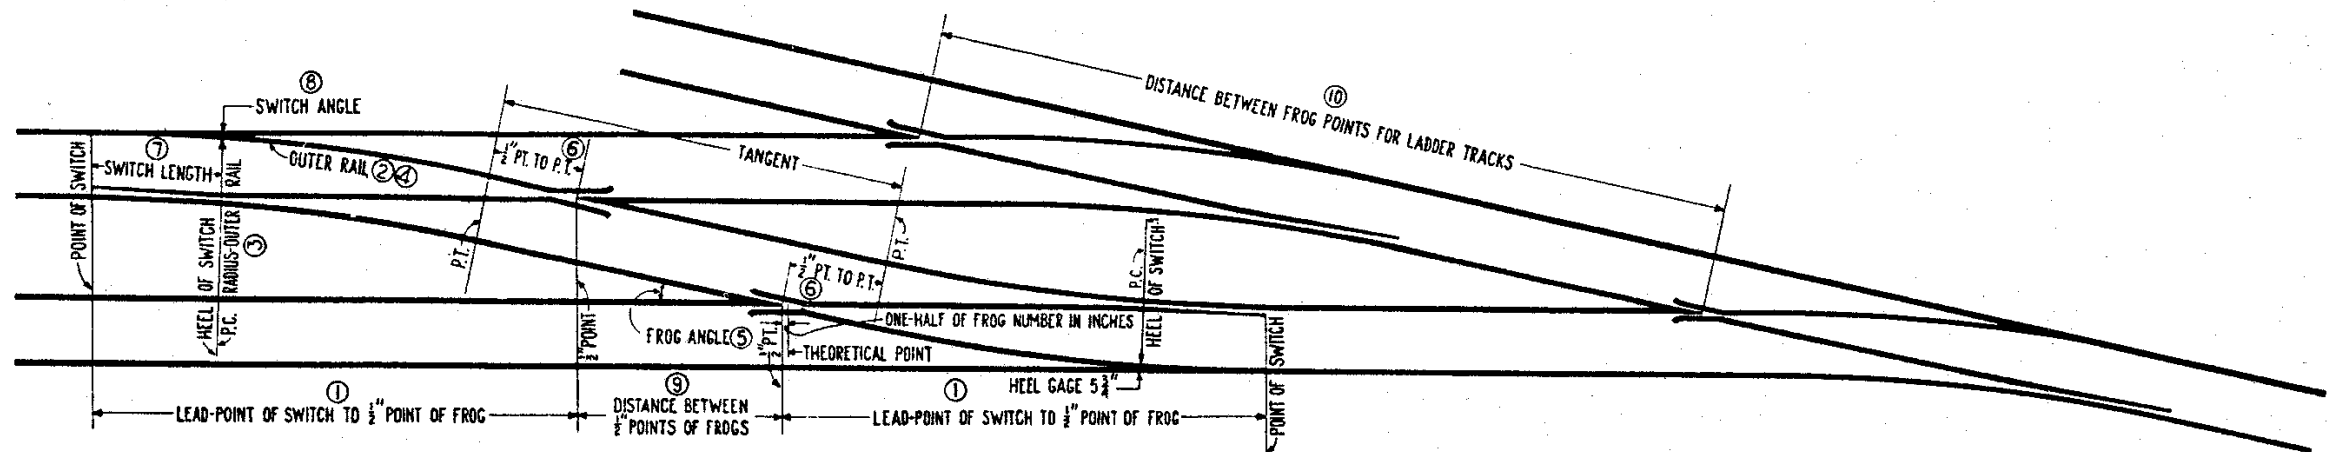 ⑧
SWITCH ANGLE
⑦
SWITCH LENGTH
OUTER RAIL ②④
POINT OF SWITCH
HEEL OF SWITCH
P.C.
RADIUS-OUTER RAIL
③
½" PT. TO P.T.
⑥
TANGENT
P.T.
P.T.
DISTANCE BETWEEN FROG POINTS FOR LADDER TRACKS
⑩
½" PT. TO P.T.
⑥
P.C.
HEEL OF SWITCH
½" POINT
FROG ANGLE ⑤
½" PT.
ONE-HALF OF FROG NUMBER IN INCHES
THEORETICAL POINT
HEEL GAGE 5¾"
POINT OF SWITCH
①
LEAD-POINT OF SWITCH TO ½" POINT OF FROG
⑨
DISTANCE BETWEEN
½" POINTS OF FROGS
①
LEAD-POINT OF SWITCH TO ½" POINT OF FROG